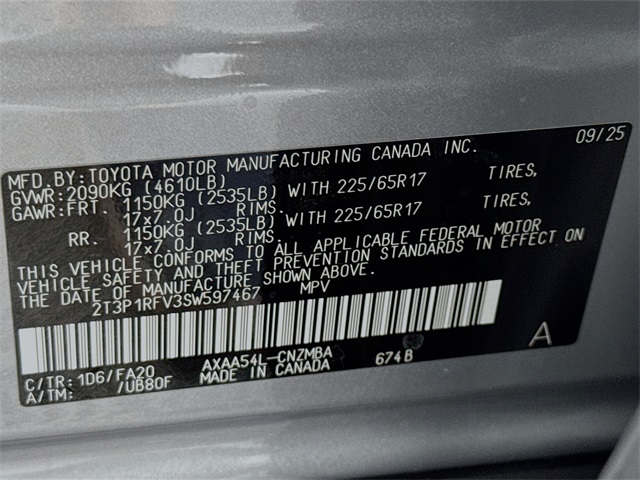 09/25
MFD.BY:TOYOTA MOTOR MANUFACTURING CANADA INC.
GVWR:2090KG (4610LB)
GAWR:FRT. 1150KG (2535LB) WITH 225/65R17 TIRES,
17x7.0J RIMS.
RR. 1150KG (2535LB) WITH 225/65R17 TIRES,
17x7.0J RIMS.
THIS VEHICLE CONFORMS TO ALL APPLICABLE FEDERAL MOTOR
VEHICLE SAFETY AND THEFT PREVENTION STANDARDS IN EFFECT ON
THE DATE OF MANUFACTURE SHOWN ABOVE.
2T3P1RFV3SW597467 MPV
A
C/TR:1D6/FA20 AXAA54L-CNZMBA 674B
A/TM: /UB80F MADE IN CANADA